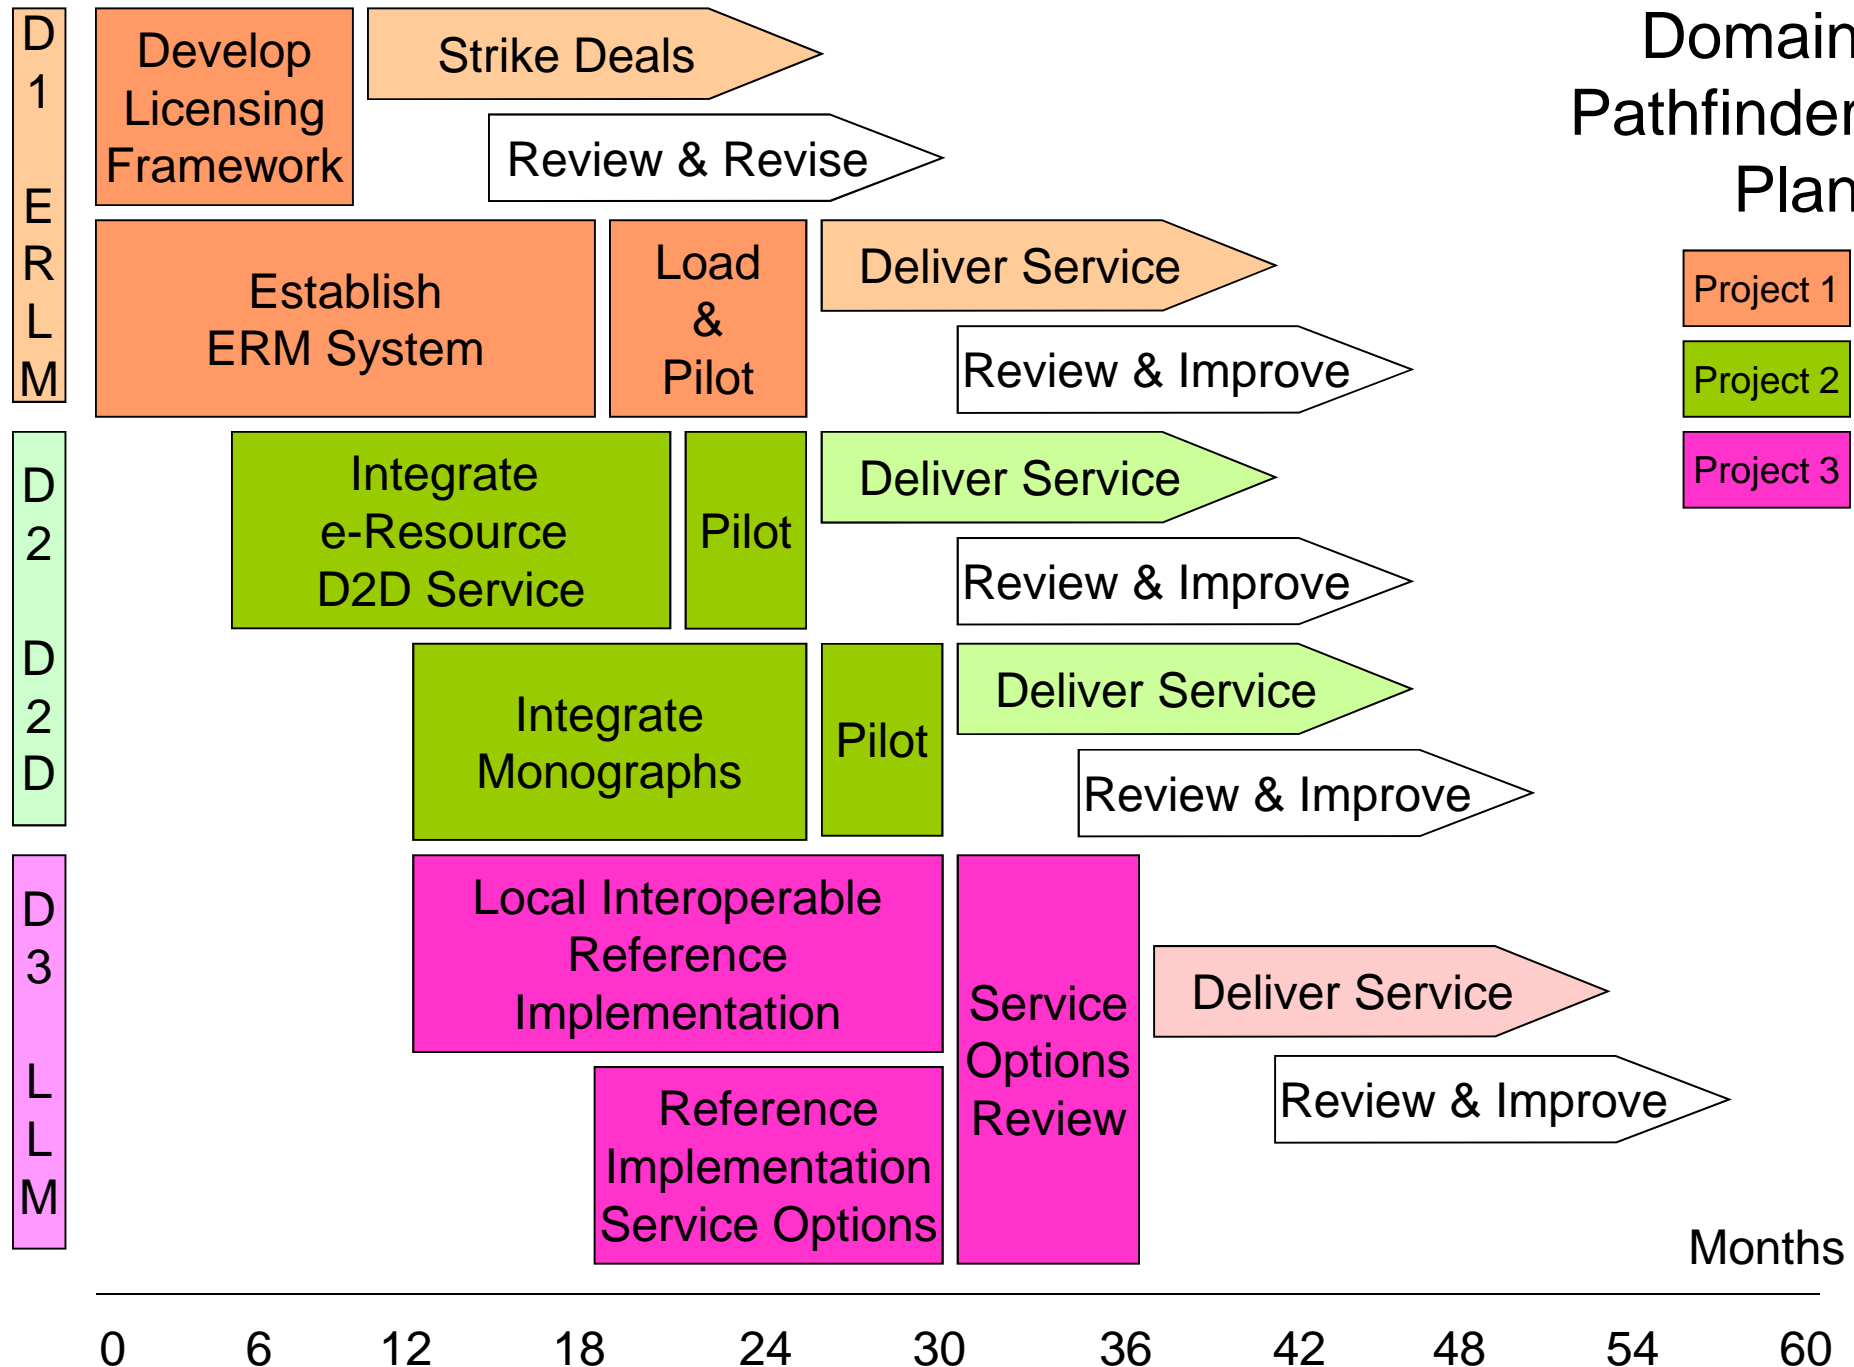 Domain
Pathfinder
Plan
D
1
E
R
L
M
Develop
Licensing
Framework
Strike Deals
Review & Revise
Establish
ERM System
Load
&
Pilot
Deliver Service
Review & Improve
Project 1
Project 2
Project 3
D
2
D
2
D
Integrate
e-Resource
D2D Service
Pilot
Deliver Service
Review & Improve
Integrate
Monographs
Pilot
Deliver Service
Review & Improve
D
3
L
L
M
Local Interoperable
Reference
Implementation
Reference
Implementation
Service Options
Service
Options
Review
Deliver Service
Review & Improve
Months
0 6 12 18 24 30 36 42 48 54 60